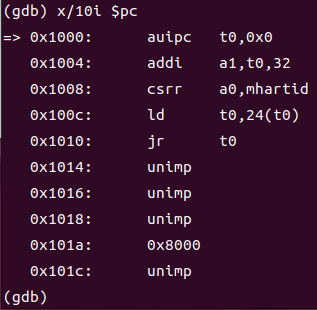 (gdb) x/10i $pc
=> 0x1000: auipc t0,0x0
0x1004: addi a1,t0,32
0x1008: csrr a0,mhartid
0x100c: ld t0,24(t0)
0x1010: jr t0
0x1014: unimp
0x1016: unimp
0x1018: unimp
0x101a: 0x8000
0x101c: unimp
(gdb)